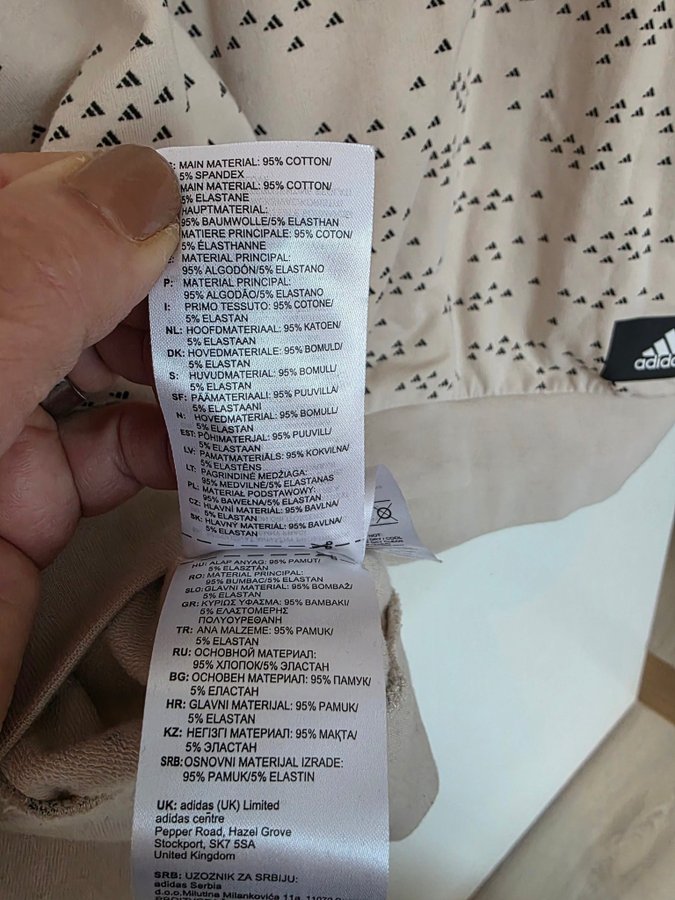 MAIN MATERIAL: 95% COTTON/
5% SPANDEX
MAIN MATERIAL: 95% COTTON/
5% ELASTANE
HAUPTMATERIAL:
95% BAUMWOLLE/5% ELASTHAN
MATIERE PRINCIPALE: 95% COTON/
5% ÉLASTHANNE
E: MATERIAL PRINCIPAL:
95% ALGODÓN/5% ELASTANO
P: MATERIAL PRINCIPAL:
95% ALGODÃO/5% ELASTANO
I: PRIMO TESSUTO: 95% COTONE/
5% ELASTAN
NL: HOOFDMATERIAAL: 95% KATOEN/
5% ELASTAAN
DK: HOVEDMATERIALE: 95% BOMULD/
5% ELASTAN
S: HUVUDMATERIAL: 95% BOMULL/
5% ELASTAN
SF: PÄÄMATERIAALI: 95% PUUVILLA/
5% ELASTAANI
N: HOVEDMATERIAL: 95% BOMULL/
5% ELASTAN
EST: PÕHIMATERJAL: 95% PUUVILL/
5% ELASTAAN
LV: PAMATMATERIĀLS: 95% KOKVILNA/
5% ELASTĒNS
LT: PAGRINDINĖ MEDŽIAGA:
95% MEDVILNĖ/5% ELASTANAS
PL: MATERIAŁ PODSTAWOWY:
95% BAWEŁNA/5% ELASTAN
CZ: HLAVNÍ MATERIÁL: 95% BAVLNA/
5% ELASTAN
SK: HLAVNÝ MATERIÁL: 95% BAVLNA/
5% ELASTAN
HU: ALAP ANYAG: 95% PAMUT/
5% ELASZTÁN
RO: MATERIAL PRINCIPAL:
95% BUMBAC/5% ELASTAN
SLO: GLAVNI MATERIAL: 95% BOMBAŽ/
5% ELASTAN
GR: ΚΥΡΙΩΣ ΥΦΑΣΜΑ: 95% ΒΑΜΒΑΚΙ/
5% ΕΛΑΣΤΟΜΕΡΗΣ
ΠΟΛΥΟΥΡΕΘΑΝΗ
TR: ANA MALZEME: 95% PAMUK/
5% ELASTAN
RU: ОСНОВНОЙ МАТЕРИАЛ:
95% ХЛОПОК/5% ЭЛАСТАН
BG: ОСНОВЕН МАТЕРИАЛ: 95% ПАМУК/
5% ЕЛАСТАН
HR: GLAVNI MATERIJAL: 95% PAMUK/
5% ELASTAN
KZ: НЕГІЗГІ МАТЕРИАЛ: 95% МАҚТА/
5% ЭЛАСТАН
SRB: OSNOVNI MATERIJAL IZRADE:
95% PAMUK/5% ELASTIN
UK: adidas (UK) Limited
adidas centre
Pepper Road, Hazel Grove
Stockport, SK7 5SA
United Kingdom
SRB: UZOZNIK ZA SRBIJU:
adidas Serbia
d.o.o. Milutina Milankovića 11a,
adidas